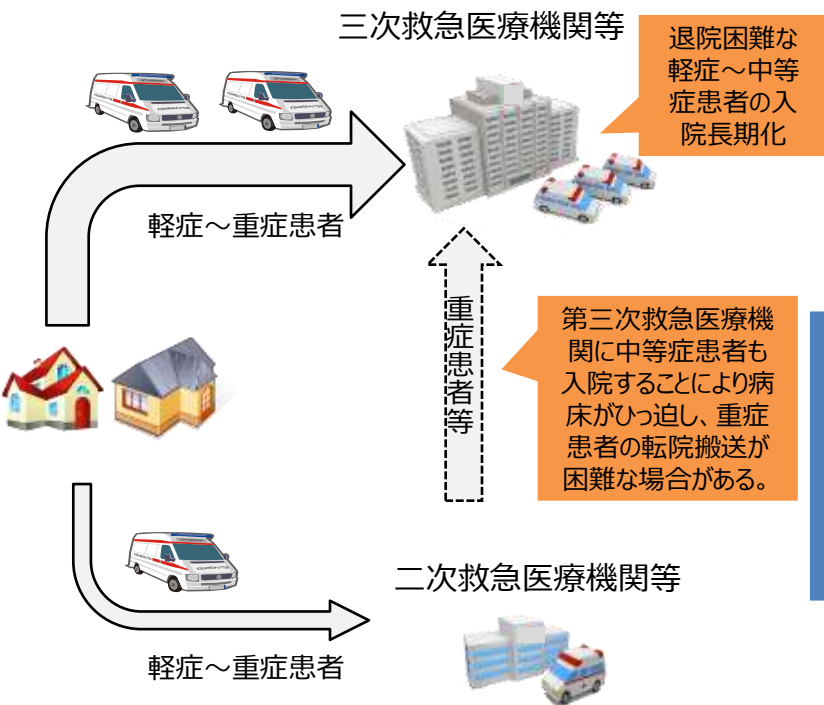 三次救急医療機関等
退院困難な
軽症～中等
症患者の入
院長期化
軽症～重症患者
重症患者等
第三次救急医療機
関に中等症患者も
入院することにより病
床がひっ迫し、重症
患者の転院搬送が
困難な場合がある。
二次救急医療機関等
軽症～重症患者